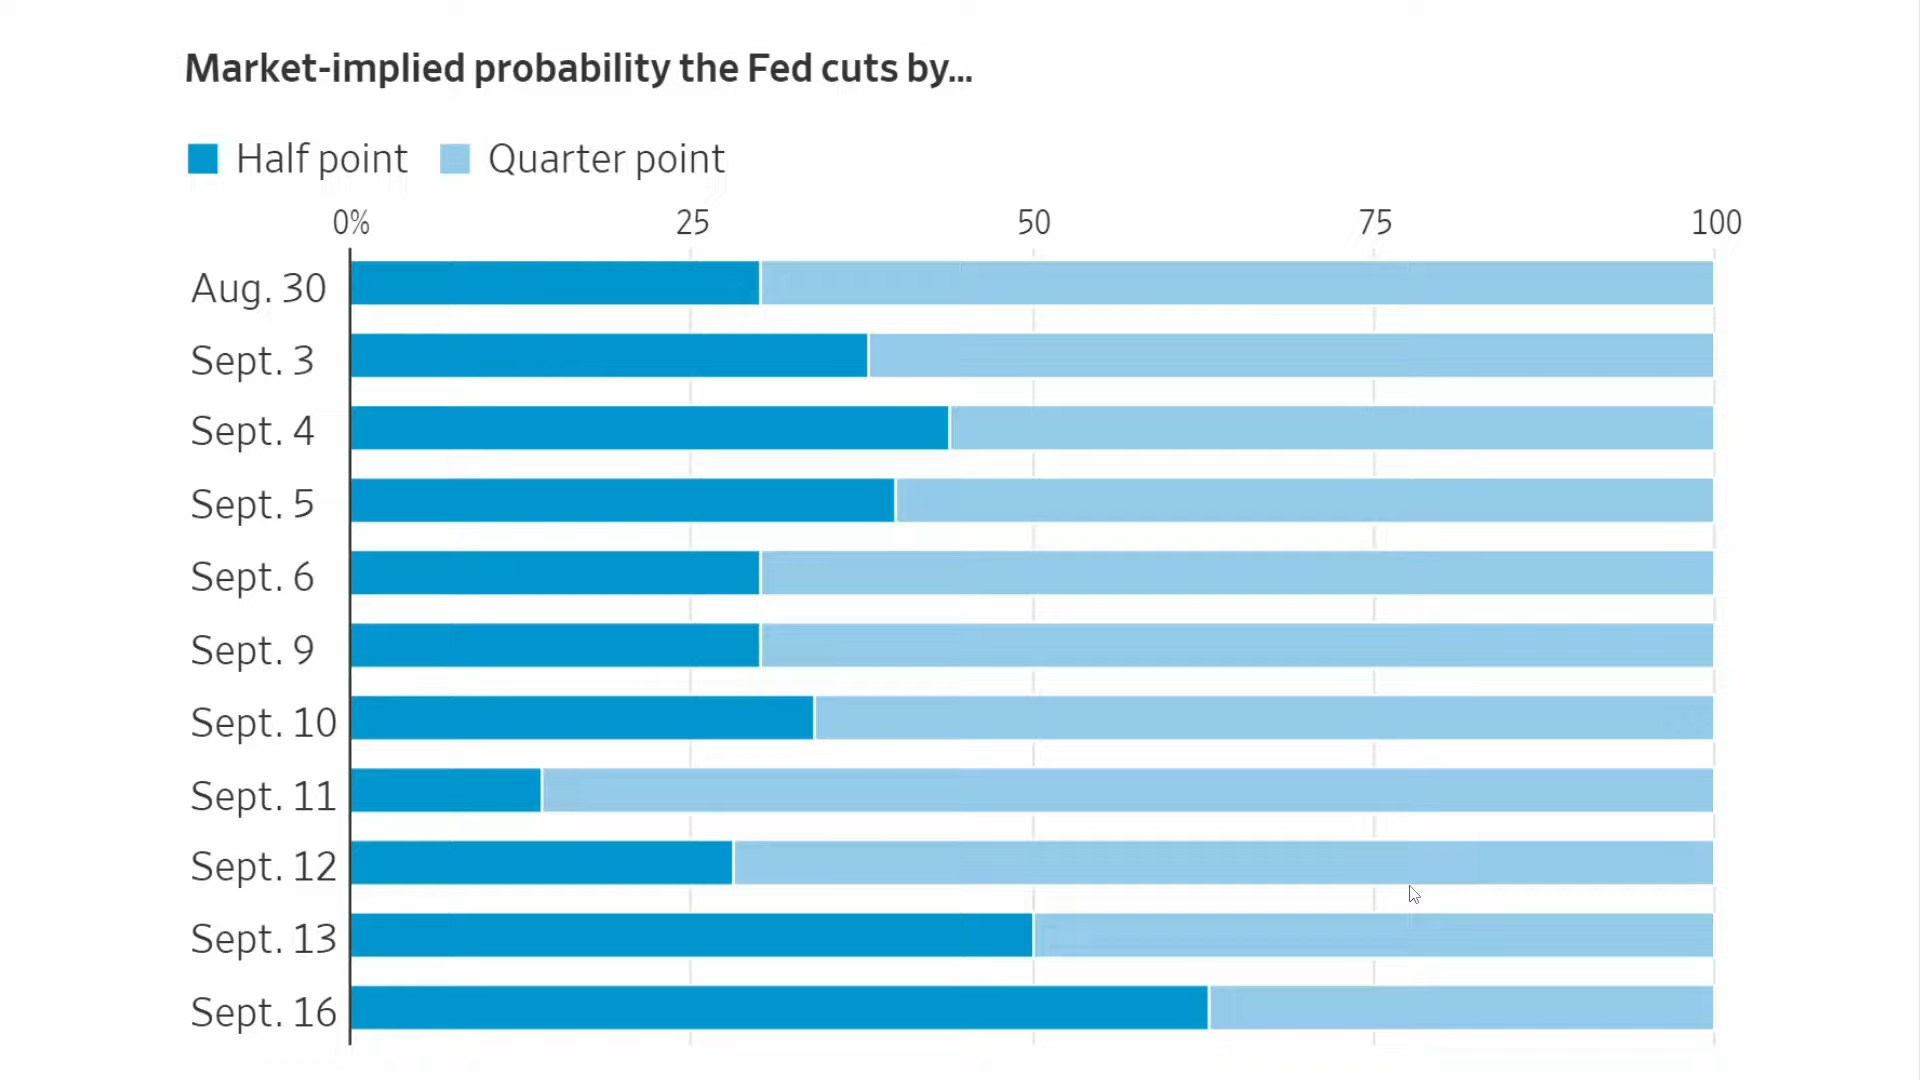 Market-implied probability the Fed cuts by...
Half point Quarter point
0% 25 50 75 100
Aug. 30
Sept. 3
Sept. 4
Sept. 5
Sept. 6
Sept. 9
Sept. 10
Sept. 11
Sept. 12
Sept. 13
Sept. 16